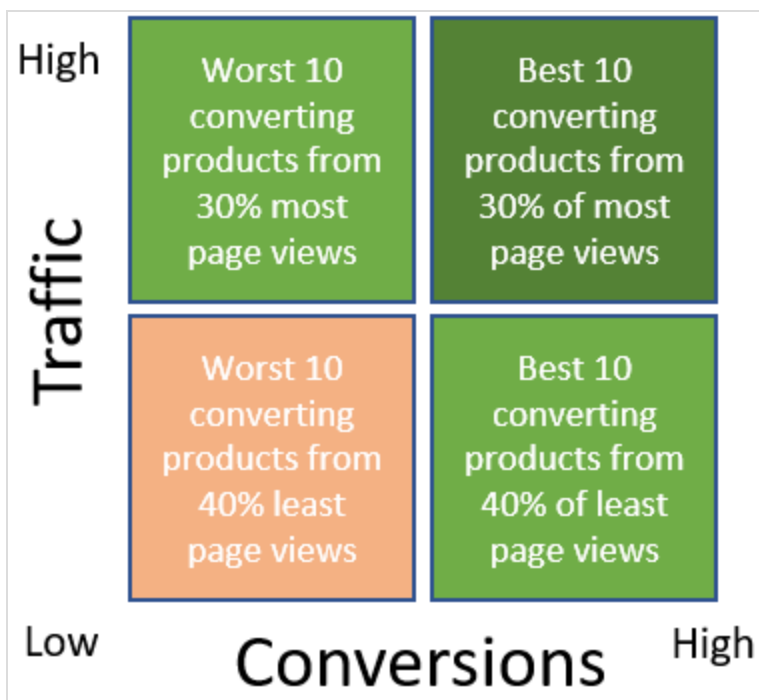 High
Worst 10
converting
products from
30% most
page views
Best 10
converting
products from
30% of most
page views
Traffic
Worst 10
converting
products from
40% least
page views
Best 10
converting
products from
40% of least
page views
Low
Conversions
High